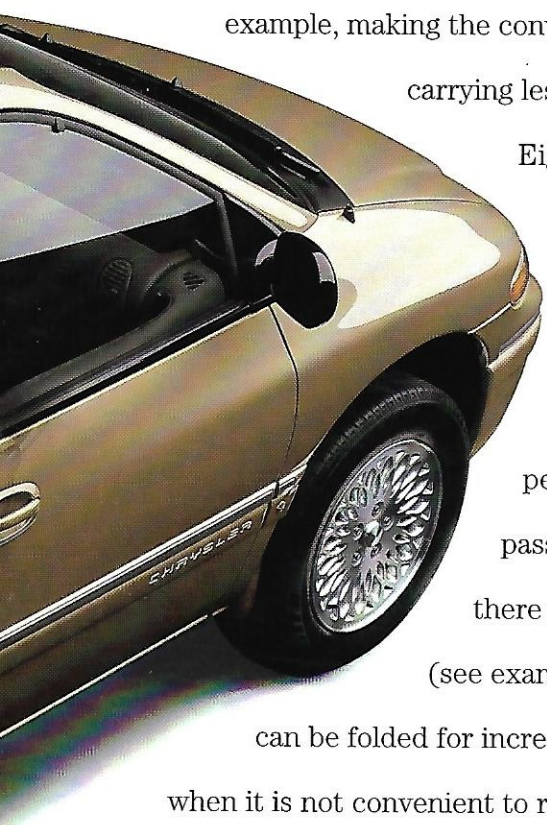 example, making the con
carrying les
Ei
CHRYSLER
pe
pass
there
(see exan
can be folded for incre
when it is not convenient to r